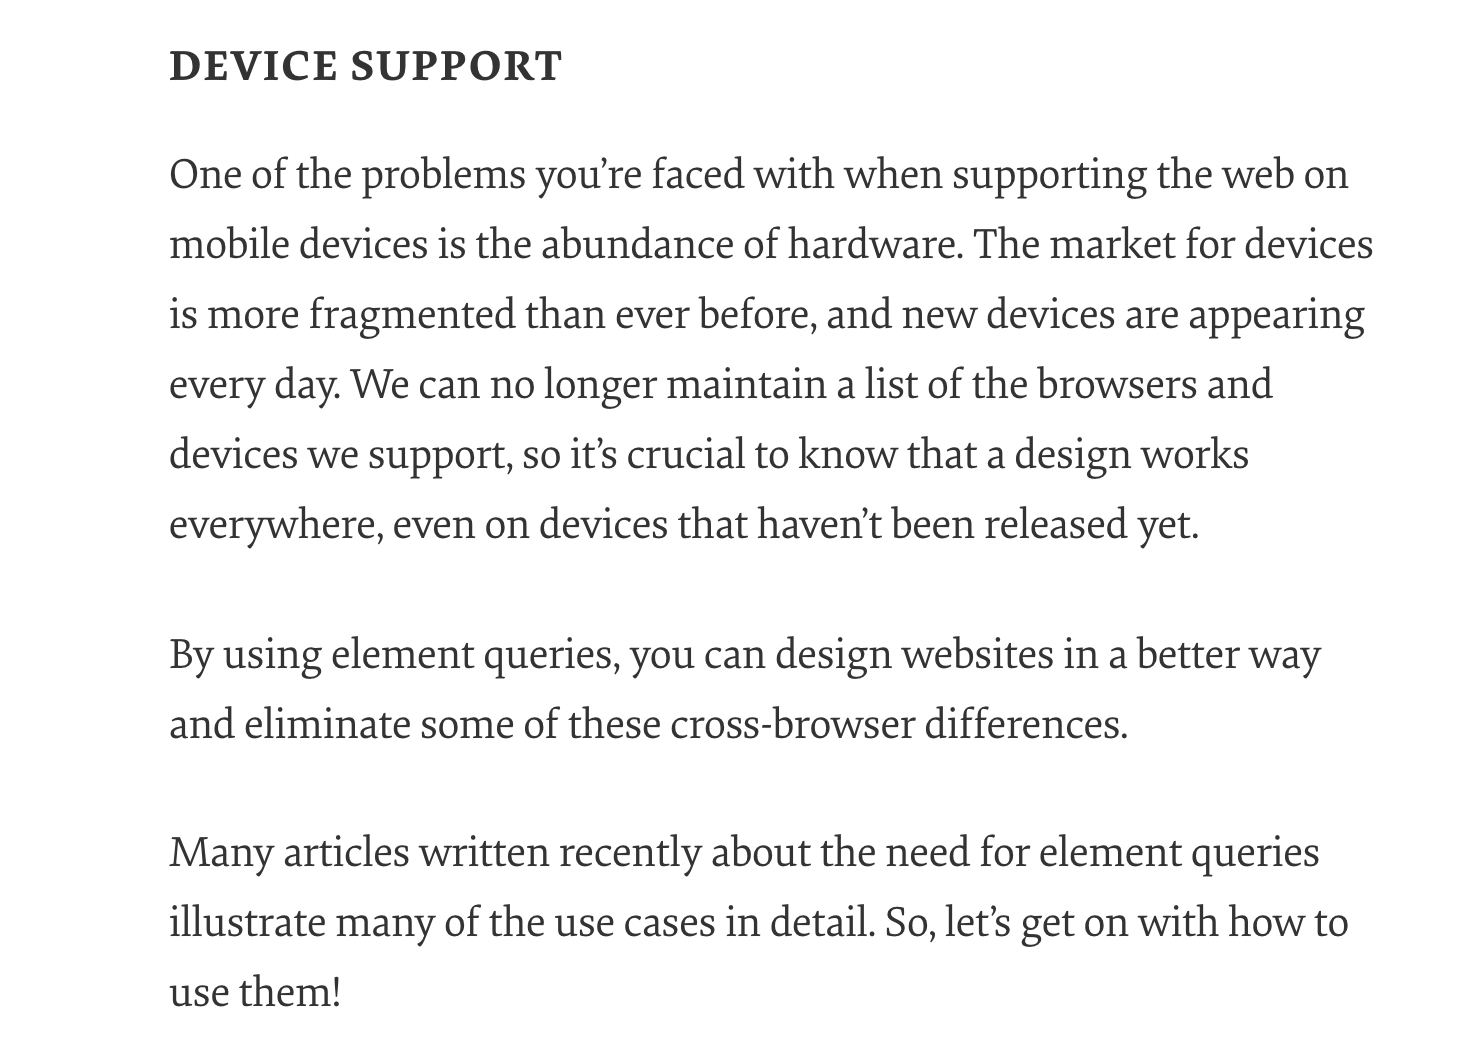 DEVICE SUPPORT
One of the problems you’re faced with when supporting the web on
mobile devices is the abundance of hardware. The market for devices
is more fragmented than ever before, and new devices are appearing
every day. We can no longer maintain a list of the browsers and
devices we support, so it’s crucial to know that a design works
everywhere, even on devices that haven’t been released yet.
By using element queries, you can design websites in a better way
and eliminate some of these cross-browser differences.
Many articles written recently about the need for element queries
illustrate many of the use cases in detail. So, let’s get on with how to
use them!